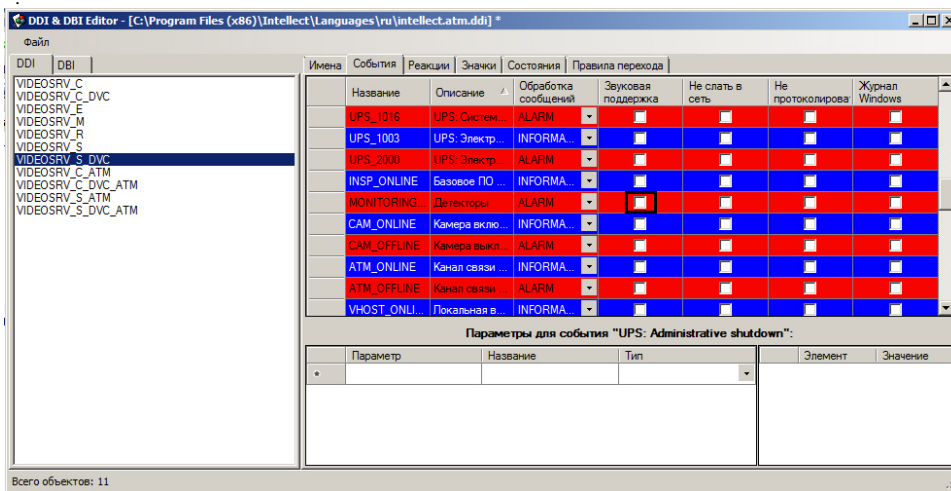 DDI & DBI Editor - [C:\Program Files (x86)\Intellect\Languages\ru\intellect.atm.ddi] *
Файл
DDI DBI
Имена События Реакции Значки Состояния Правила перехода
VIDEOSRV_C
VIDEOSRV_C_DVC
VIDEOSRV_E
VIDEOSRV_M
VIDEOSRV_R
VIDEOSRV_S
VIDEOSRV_S_DVC
VIDEOSRV_C_ATM
VIDEOSRV_C_DVC_ATM
VIDEOSRV_S_ATM
VIDEOSRV_S_DVC_ATM
Название Описание Обработка сообщений Звуковая поддержка Не слать в сеть Не протоколирова Журнал Windows
UPS_1016 UPS: Систем... ALARM
UPS_1003 UPS: Электр... INFORMA...
UPS_2000 UPS: Электр... ALARM
INSP_ONLINE Базовое ПО ... INFORMA...
MONITORING... Детекторы ALARM
CAM_ONLINE Камера вклю... INFORMA...
CAM_OFFLINE Камера выкл... ALARM
ATM_ONLINE Канал связи ... INFORMA...
ATM_OFFLINE Канал связи ... ALARM
VHOST_ONLI... Локальная в... INFORMA...
Параметры для события "UPS: Administrative shutdown":
Параметр Название Тип
Элемент Значение
*
Всего объектов: 11